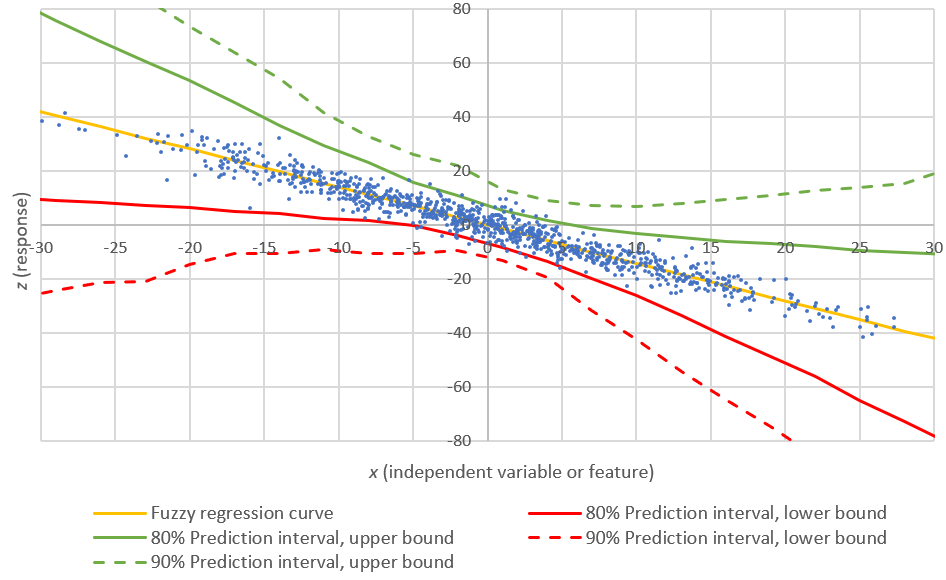 80
60
40
20
0
-30 -25 -20 -15 -10 -5 0 5 10 15 20 25 30
-20
-40
-60
-80
z (response)
x (independent variable or feature)
Fuzzy regression curve
80% Prediction interval, lower bound
80% Prediction interval, upper bound
90% Prediction interval, lower bound
90% Prediction interval, upper bound